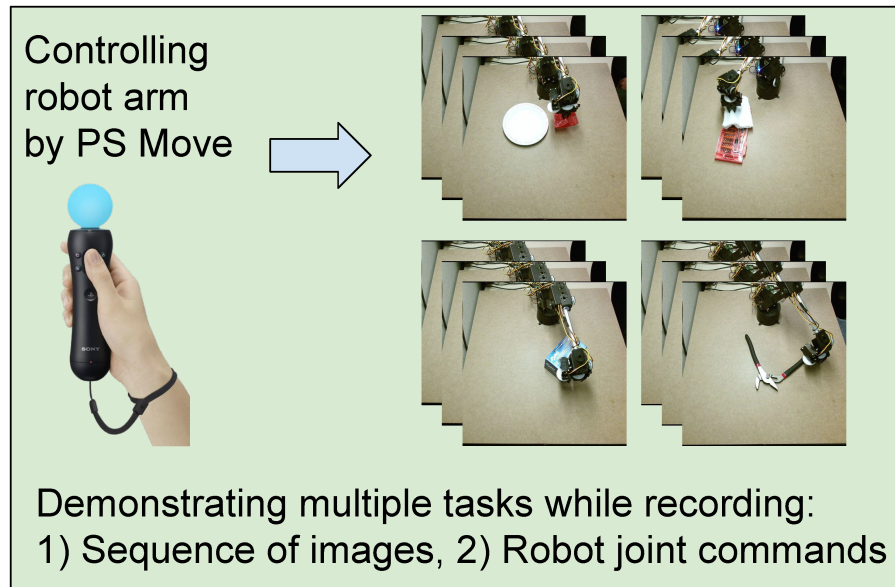 Controlling
robot arm
by PS Move
SONY
Demonstrating multiple tasks while recording:
1) Sequence of images, 2) Robot joint commands